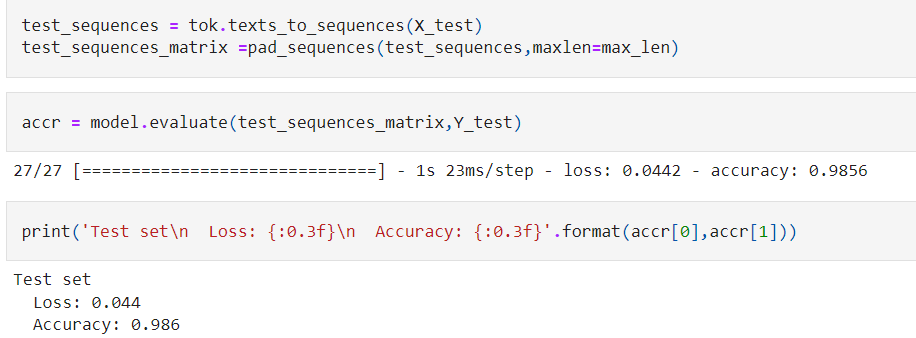 test_sequences = tok.texts_to_sequences(X_test)
test_sequences_matrix =pad_sequences(test_sequences,maxlen=max_len)
accr = model.evaluate(test_sequences_matrix,Y_test)
27/27 [==============================] - 1s 23ms/step - loss: 0.0442 - accuracy: 0.9856
print('Test set\n  Loss: {:0.3f}\n  Accuracy: {:0.3f}'.format(accr[0],accr[1]))
Test set
  Loss: 0.044
  Accuracy: 0.986